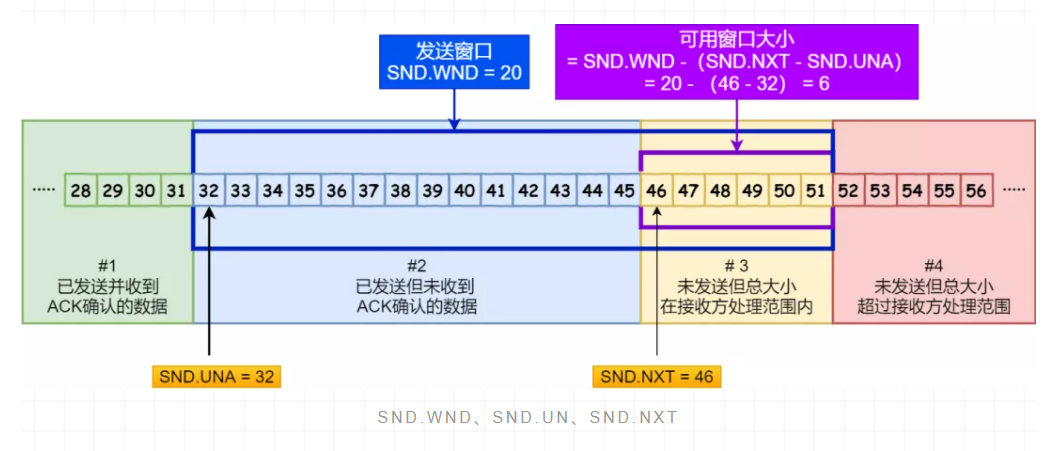 发送窗口
SND.WND = 20
可用窗口大小
= SND.WND -（SND.NXT - SND.UNA）
= 20 -（46 - 32） = 6
····· 28 29 30 31 32 33 34 35 36 37 38 39 40 41 42 43 44 45 46 47 48 49 50 51 52 53 54 55 56 ·····
#1
已发送并收到
ACK确认的数据
#2
已发送但未收到
ACK确认的数据
# 3
未发送但总大小
在接收方处理范围内
#4
未发送但总大小
超过接收方处理范围
SND.UNA = 32
SND.NXT = 46
SND.WND、SND.UN、SND.NXT